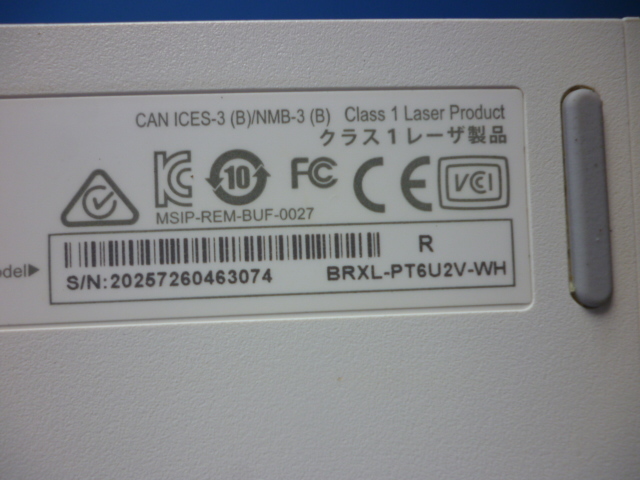 CAN ICES-3 (B)/NMB-3 (B) Class 1 Laser Product
クラス1レーザ製品
10 FC CE VCI
MSIP-REM-BUF-0027
R
odel▶ S/N:20257260463074 BRXL-PT6U2V-WH